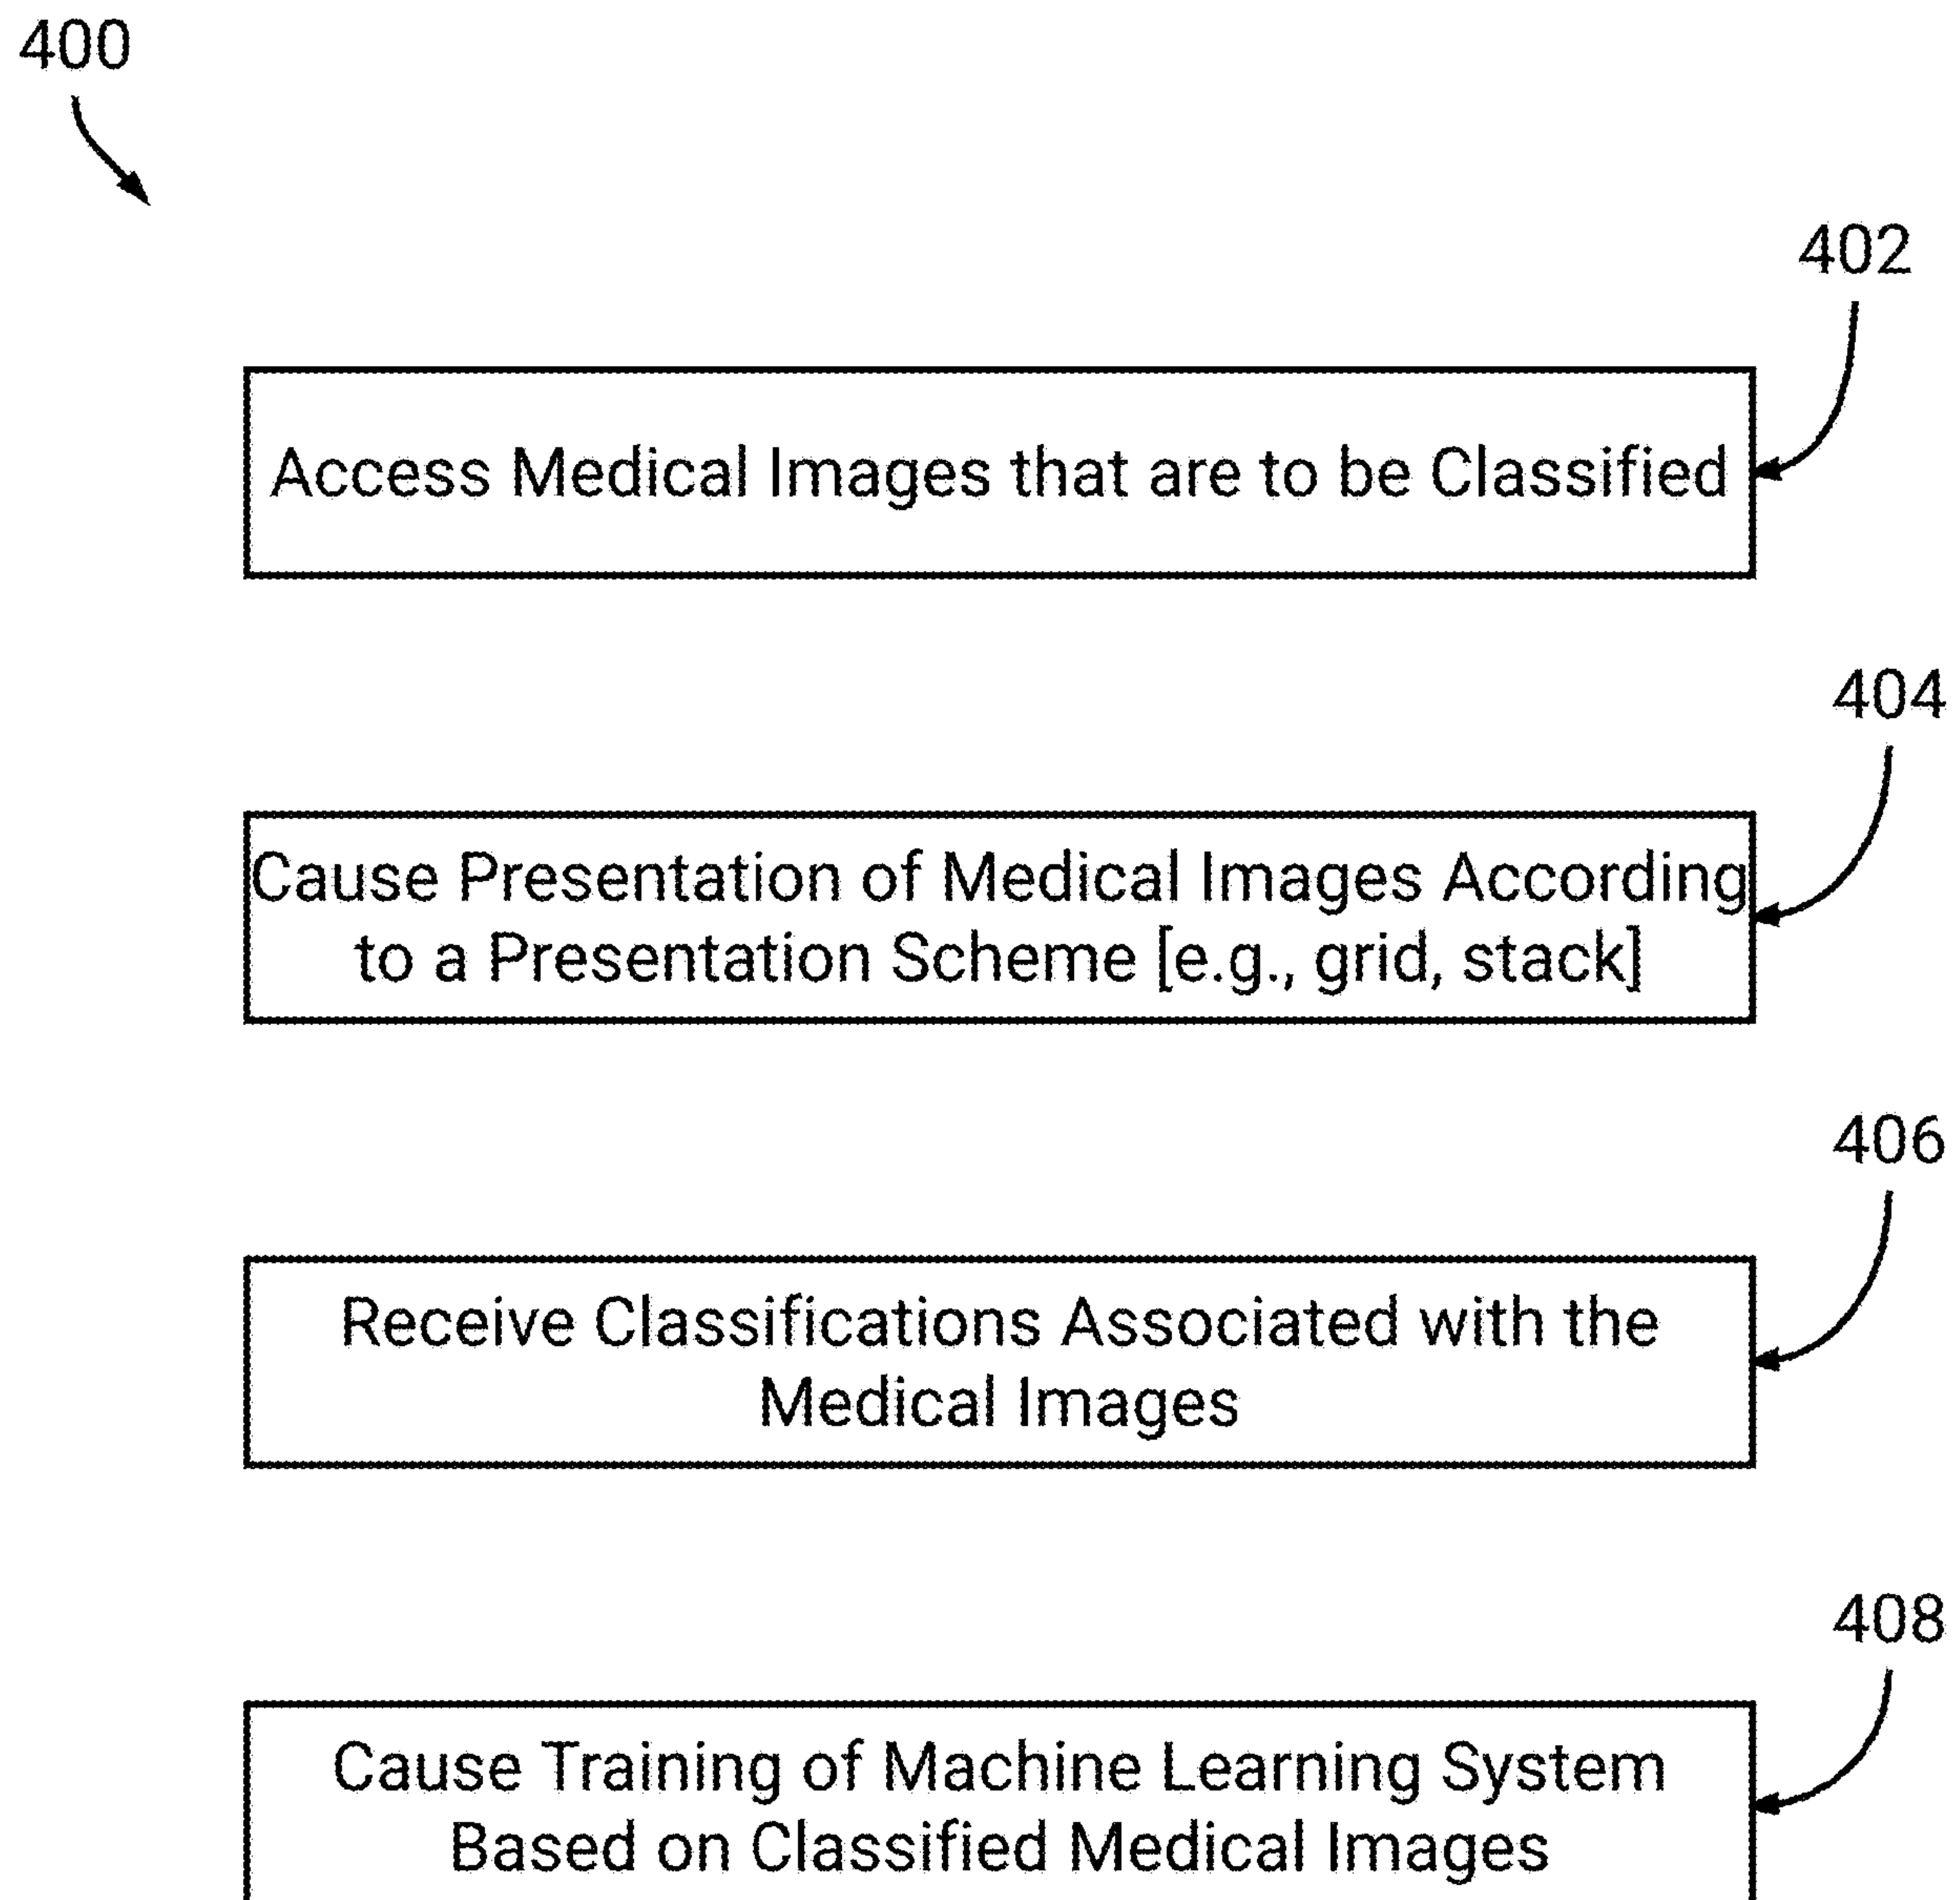 400
402
Access Medical Images that are to be Classified
404
Cause Presentation of Medical Images According
to a Presentation Scheme [e.g., grid, stack]
406
Receive Classifications Associated with the
Medical Images
408
Cause Training of Machine Learning System
Based on Classified Medical Images